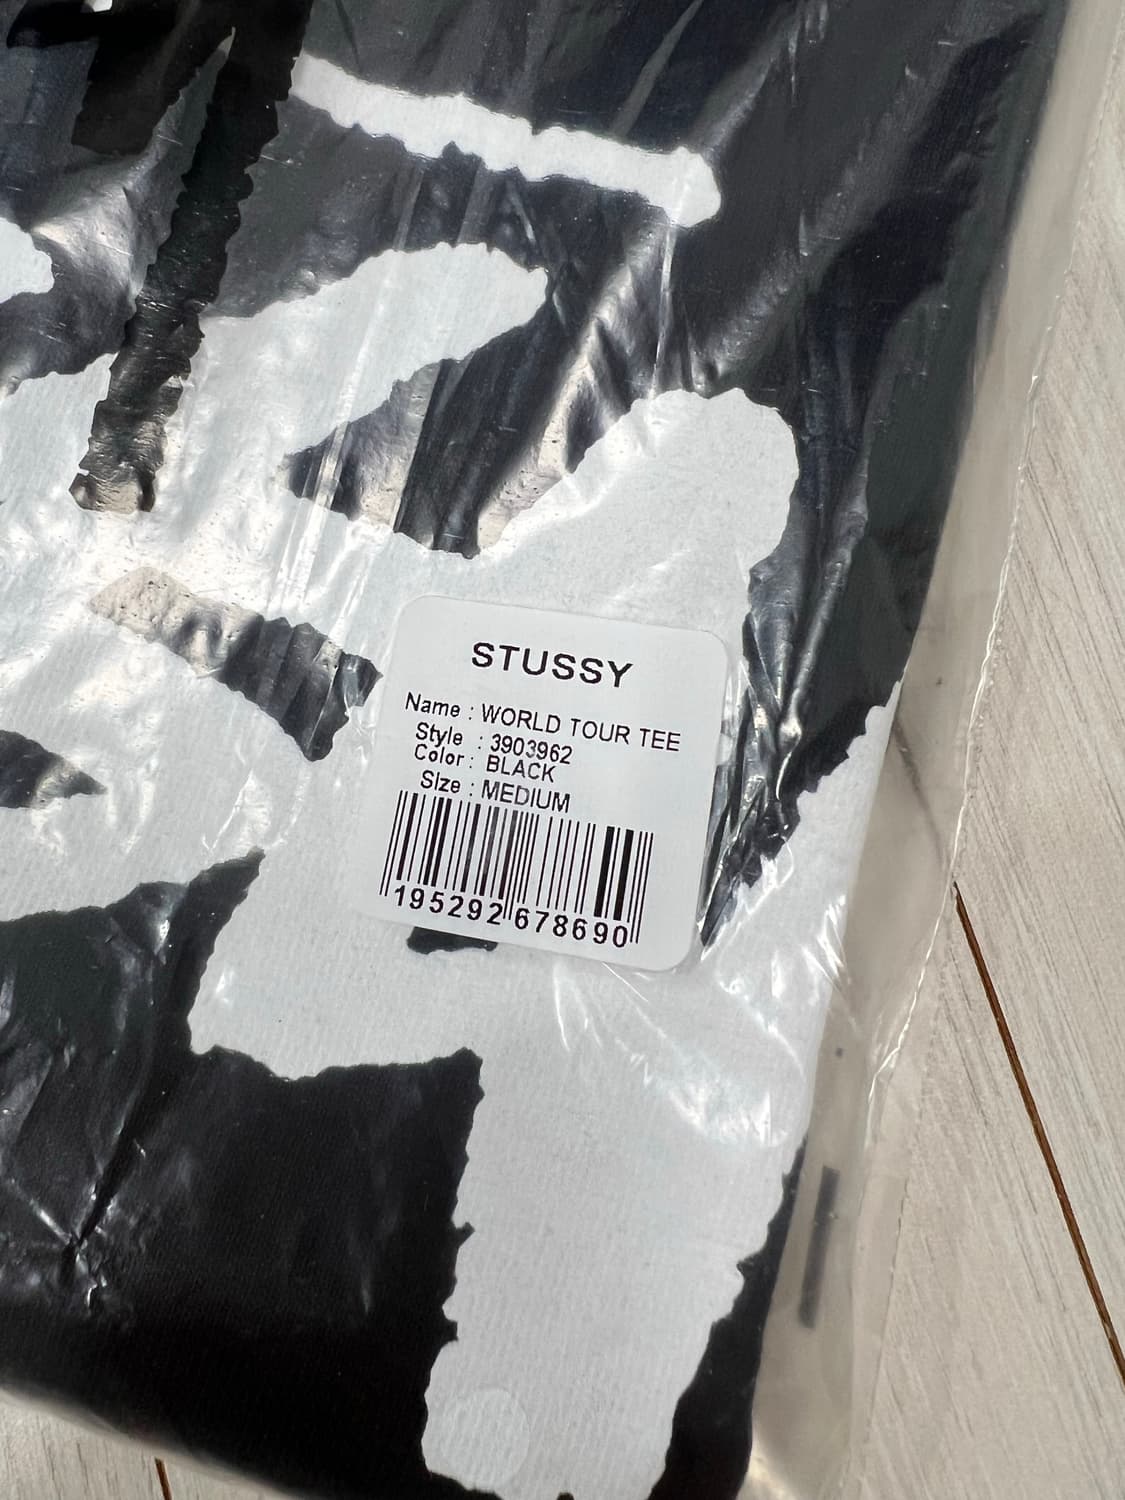 STUSSY
Name : WORLD TOUR TEE
Style : 3903962
Color : BLACK
Size : MEDIUM
195292 678690